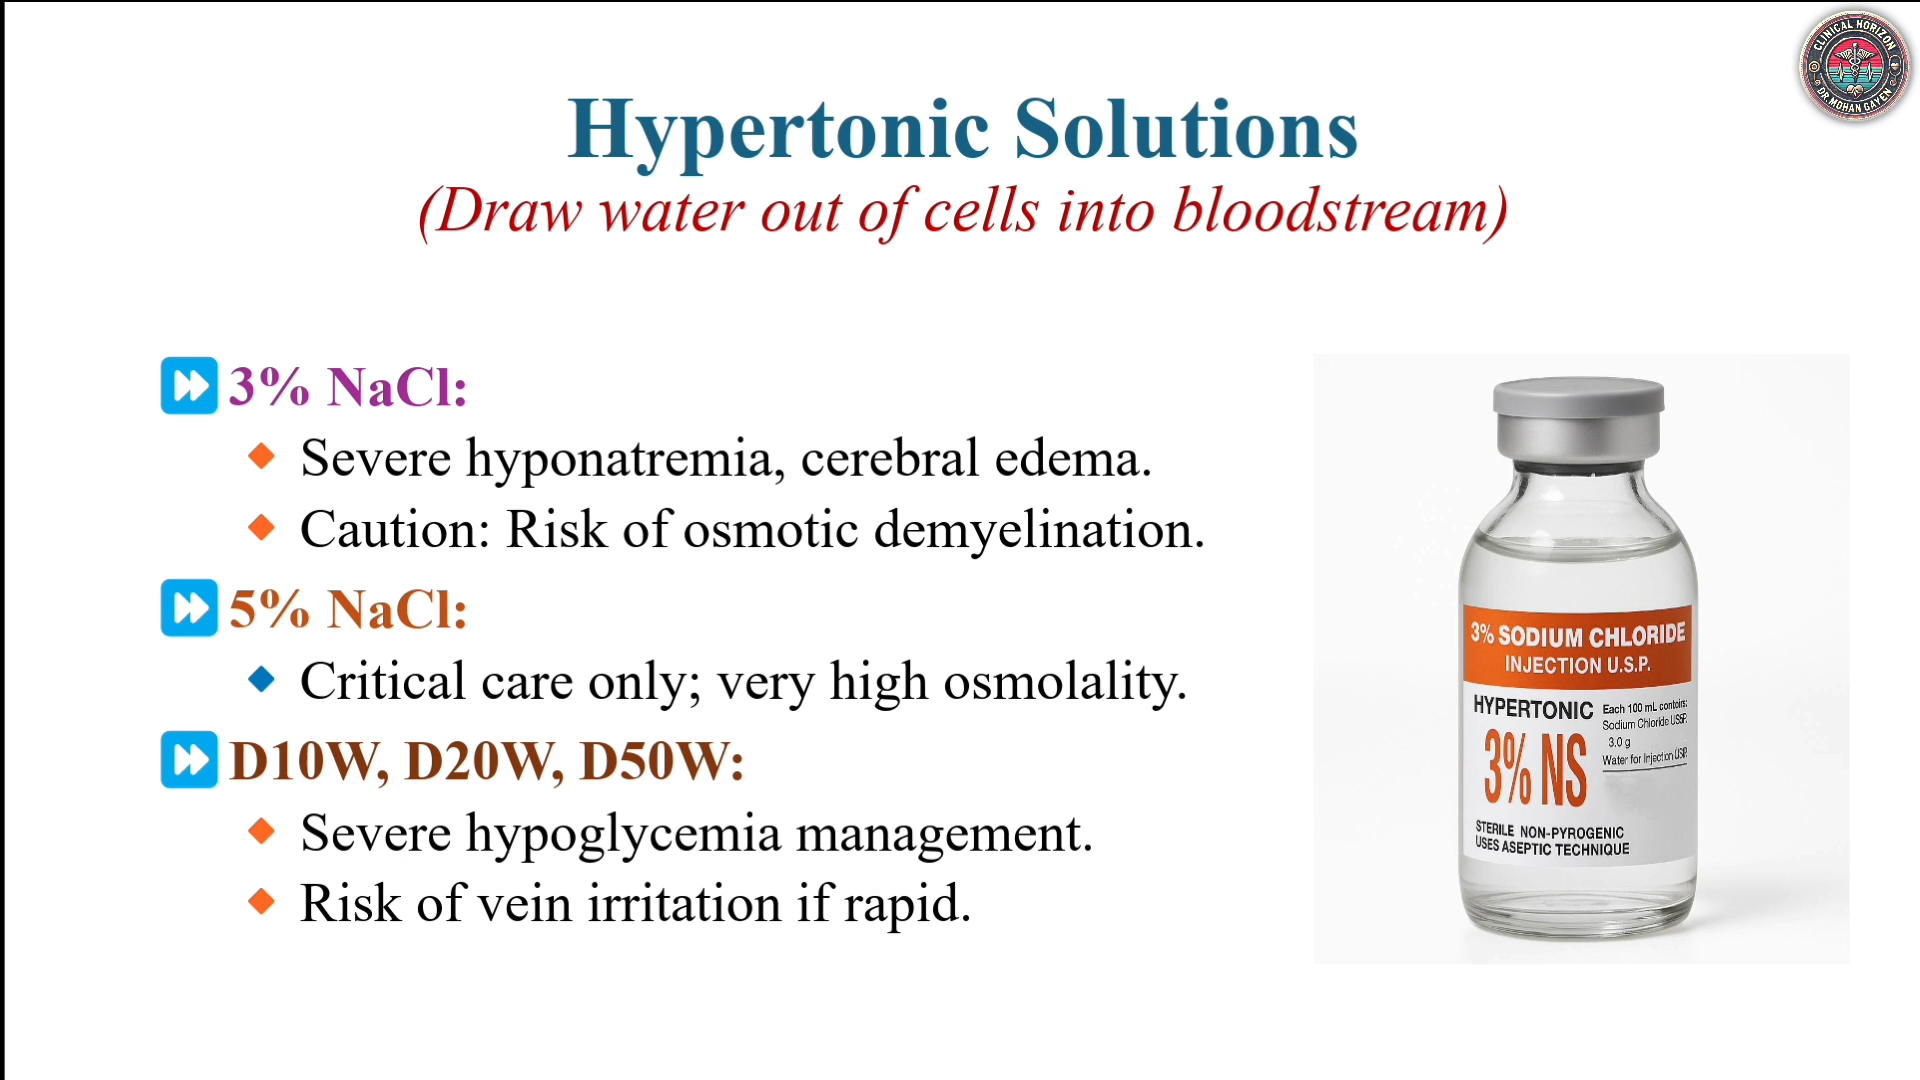 CLINICAL HORIZON
DR MOHAN GAYEN
Hypertonic Solutions
(Draw water out of cells into bloodstream)
3% NaCl:
Severe hyponatremia, cerebral edema.
Caution: Risk of osmotic demyelination.
5% NaCl:
Critical care only; very high osmolality.
D10W, D20W, D50W:
Severe hypoglycemia management.
Risk of vein irritation if rapid.
3% SODIUM CHLORIDE
INJECTION U.S.P.
HYPERTONIC
3% NS
Each 100 mL contoirs:
Sodium Chloride
3.0 g
Water for Injection
STERILE NON-PYROGENIC
USES ASEPTIC TECHNIQUE